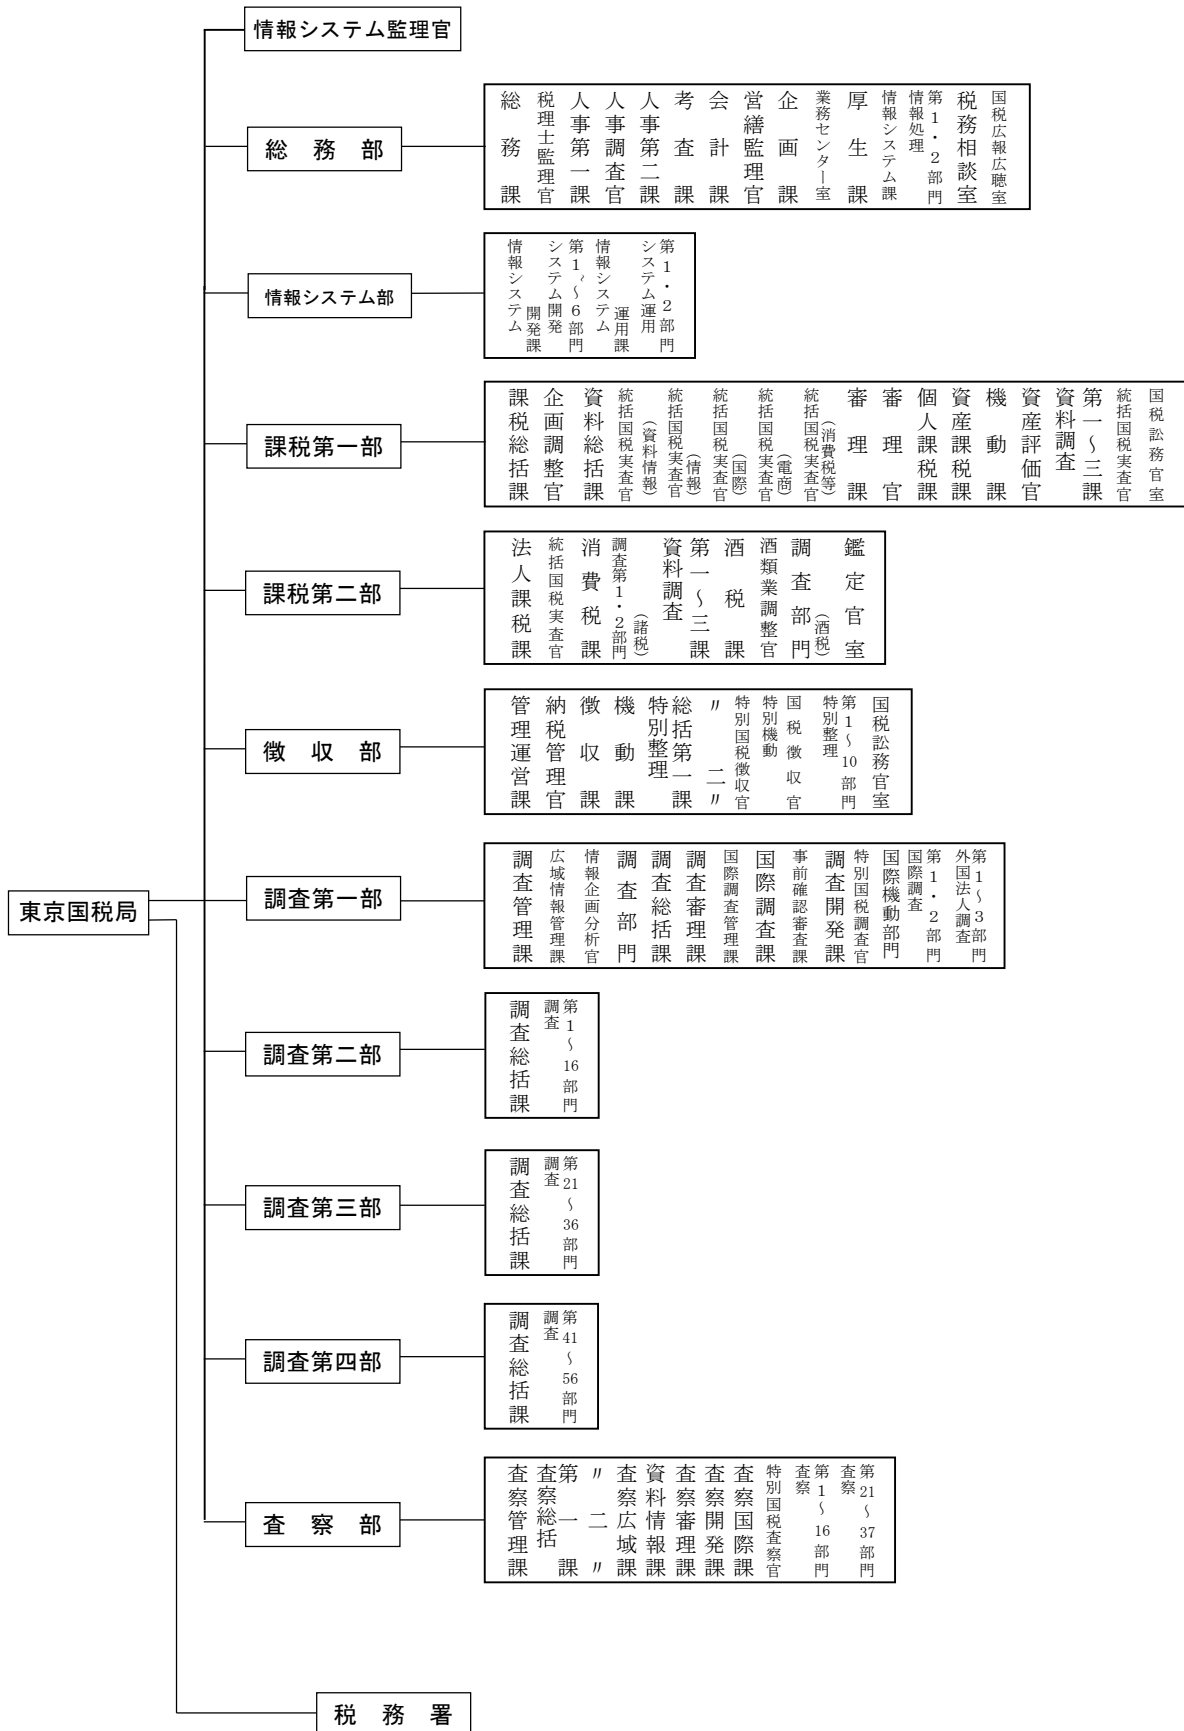 情報システム監理官
総務部
総務課
税理士監理官
人事第一課
人事調査官
人事第二課
考査課
会計課
営繕監理官
企画課
業務センター室
厚生課
情報システム課
情報処理
第1・2部門
税務相談室
国税広報広聴室
情報システム部
情報システム
開発課
システム開発
第1~6部門
情報システム
運用課
システム運用
第1・2部門
課税第一部
課税総括課
企画調整官
資料総括課
統括国税実査官
(資料情報)
統括国税実査官
(情報)
統括国税実査官
(国際)
統括国税実査官
(電商)
統括国税実査官
(消費税等)
審理課
審理官
個人課税課
資産課税課
機動課
資産評価官
資料調査
第一~三課
統括国税実査官
国税訟務官室
課税第二部
法人課税課
統括国税実査官
消費税課
調査第1・2部門
(諸税)
資料調査
第一~三課
酒税課
酒類業調整官
調査部門
(酒税)
鑑定官室
徴収部
管理運営課
納税管理官
徴収課
機動課
特別整理
総括第一課
〃二〃
特別国税徴収官
特別機動
国税徴収官
特別整理
第1~10部門
国税訟務官室
東京国税局
調査第一部
調査管理課
広域情報管理課
情報企画分析官
調査部門
調査総括課
調査審理課
国際調査管理課
国際調査課
事前確認審査課
調査開発課
特別国税調査官
国際機動部門
国際調査
第1・2部門
外国法人調査
第1~3部門
調査第二部
調査総括課
調査
第1~16部門
調査第三部
調査総括課
調査
第21~36部門
調査第四部
調査総括課
調査
第41~56部門
査察部
査察管理課
査察総括
第一課
〃二〃
査察広域課
資料情報課
査察審理課
査察開発課
査察国際課
特別国税査察官
査察
第1~16部門
査察
第21~37部門
税務署